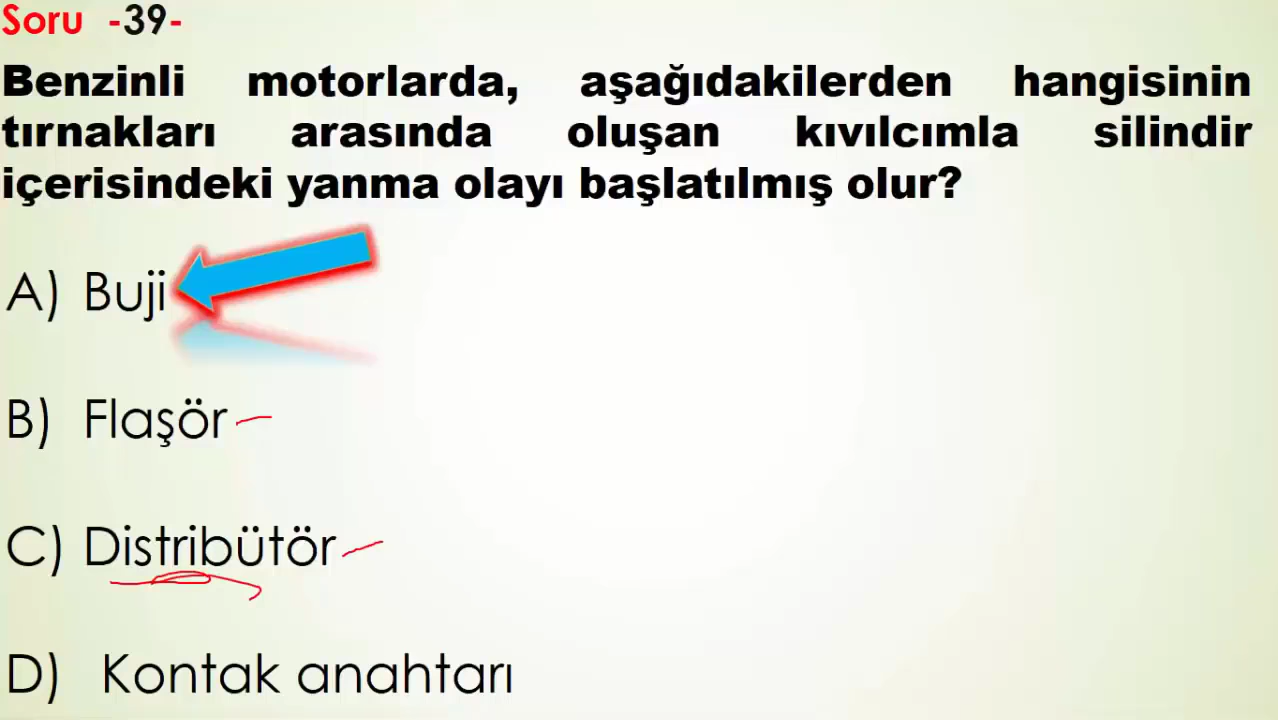 Soru -39-
Benzinli motorlarda, aşağıdakilerden hangisinin
tırnakları arasında oluşan kıvılcımla silindir
içerisindeki yanma olayı başlatılmış olur?
A) Buji
B) Flaşör
C) Distribütör
D) Kontak anahtarı